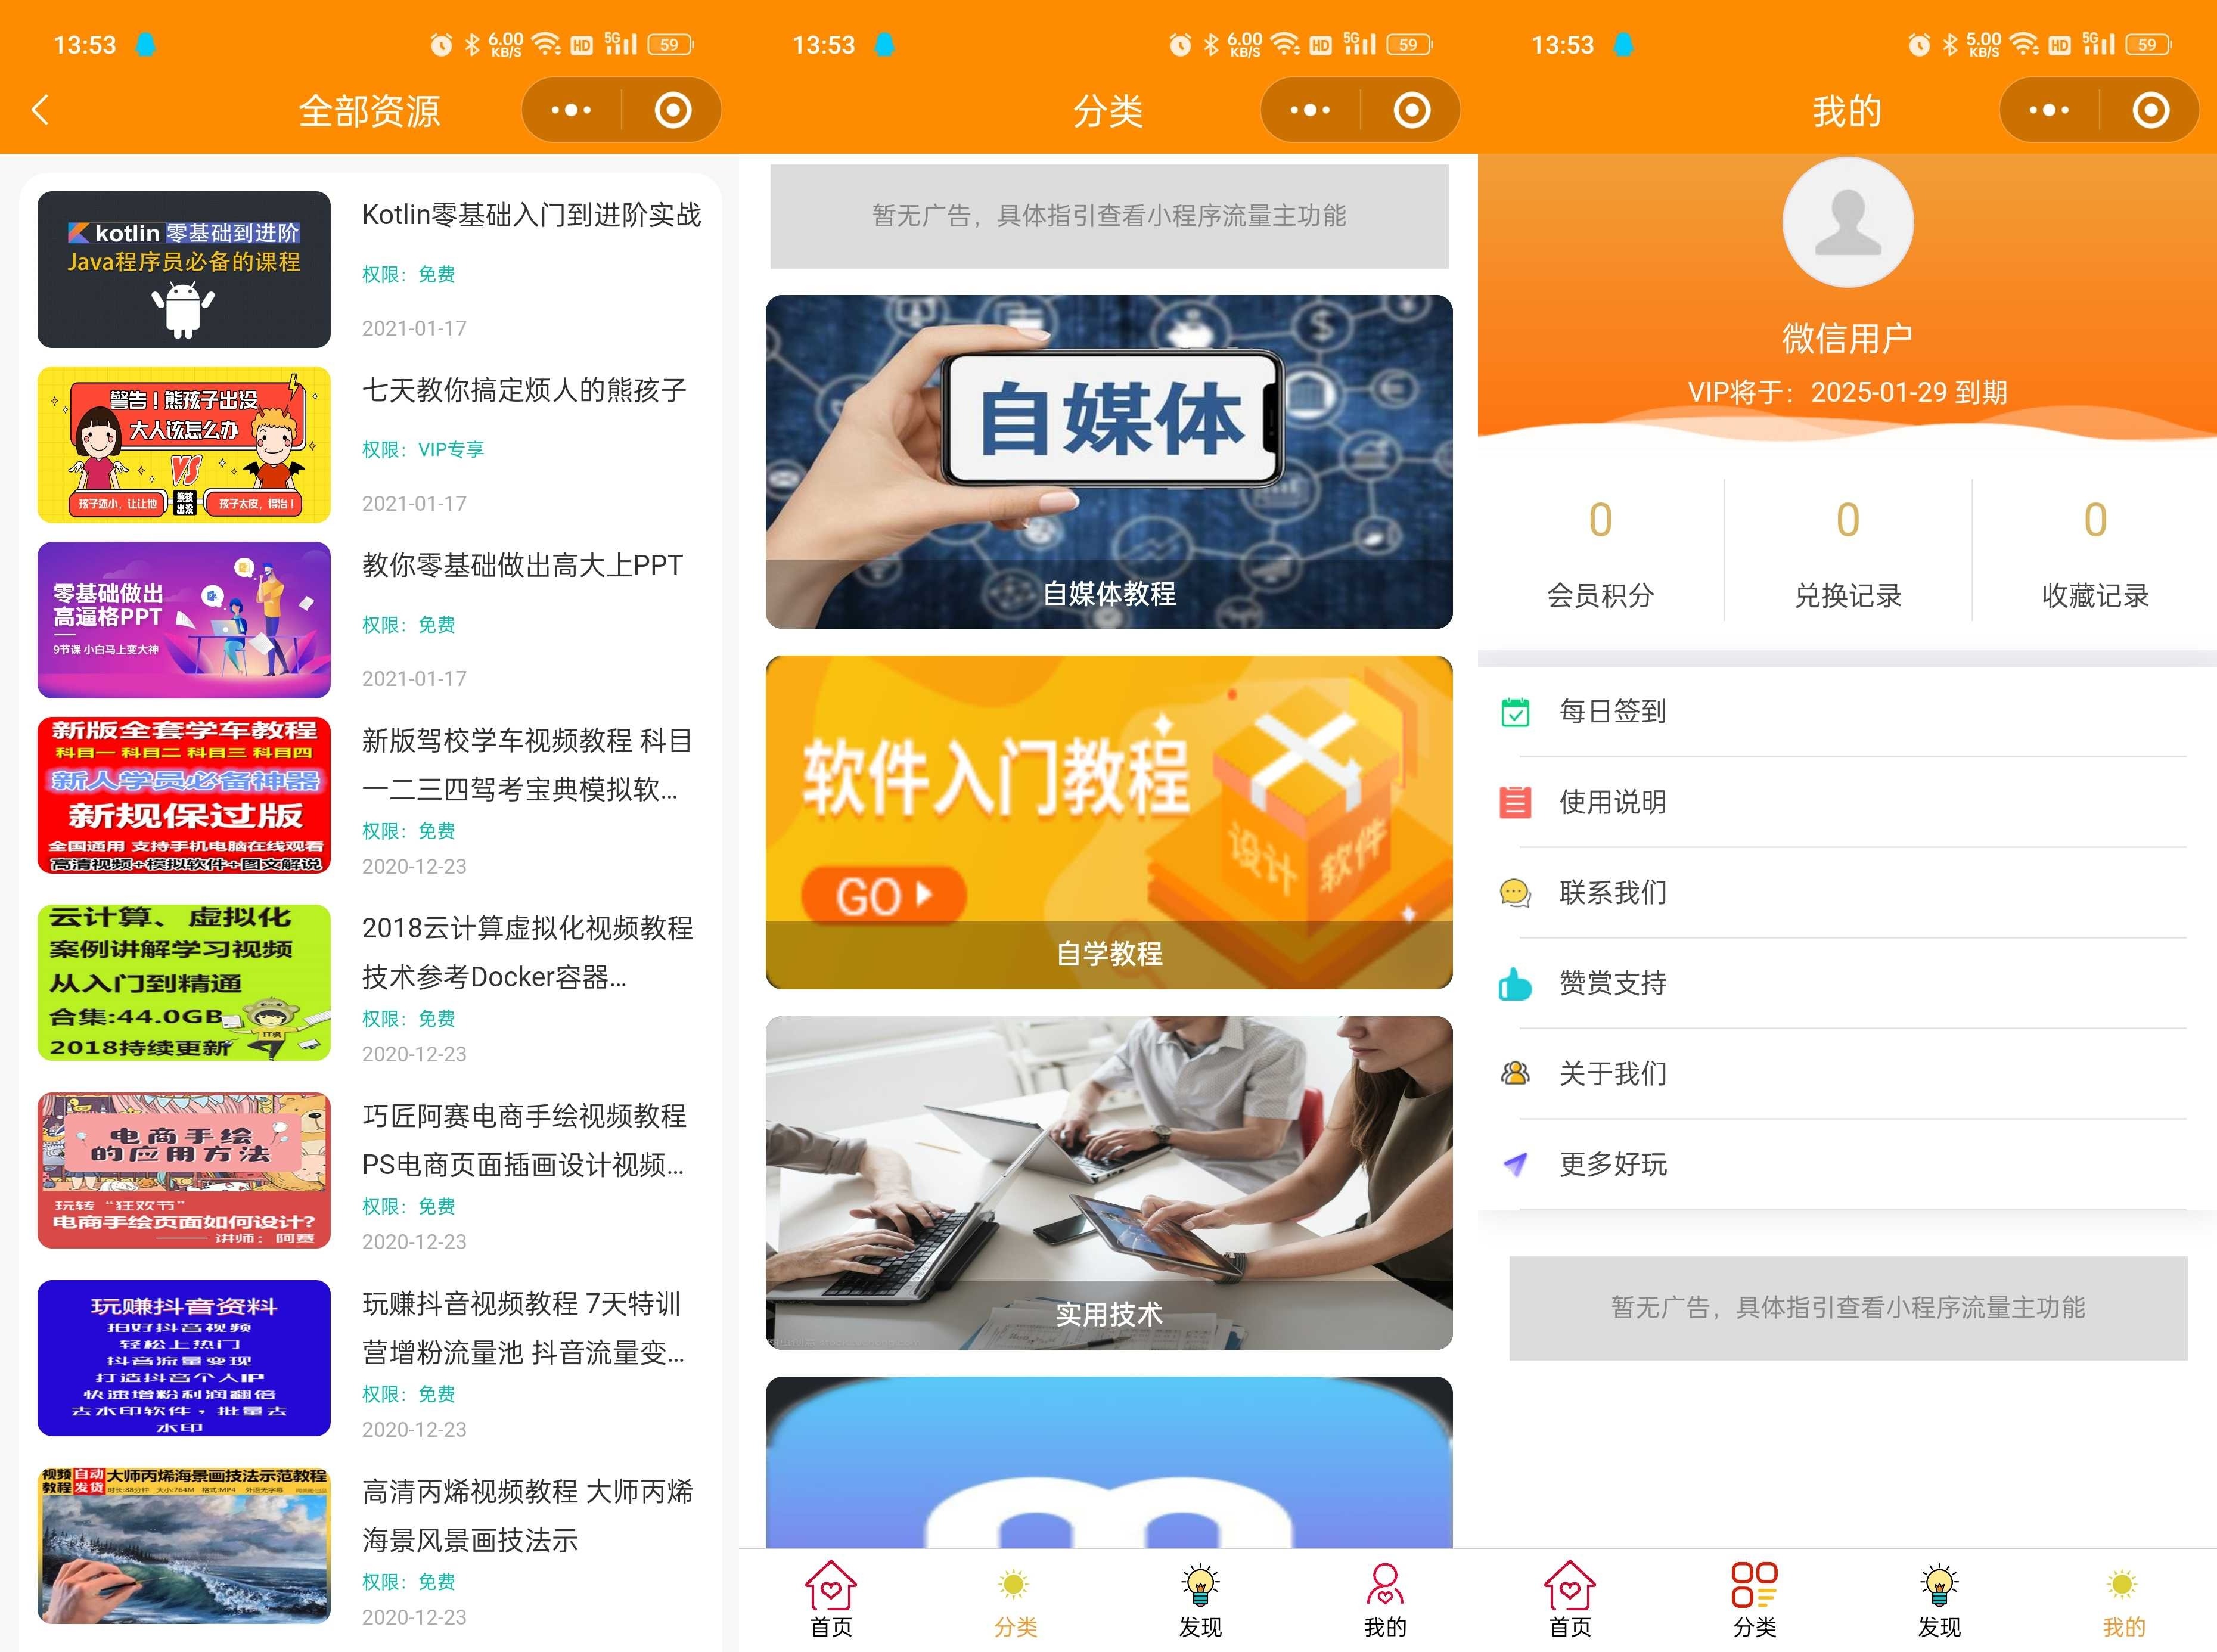 13:53
6.00
KB/S
HD
5G
59
全部资源
kotlin 零基础到进阶
Java程序员必备的课程
Kotlin零基础入门到进阶实战
权限：免费
2021-01-17
警告！熊孩子出没
大人该怎么办
VS
孩子还小，让让他
熊孩
出没
孩子太皮，得治！
七天教你搞定烦人的熊孩子
权限：VIP专享
2021-01-17
零基础做出
高逼格PPT
9节课 小白马上变大神
教你零基础做出高大上PPT
权限：免费
2021-01-17
新版全套学车教程
科目一 科目二 科目三 科目四
新人学员必备神器
新规保过版
全国通用 支持手机电脑在线观看
高清视频+模拟软件+图文解说
新版驾校学车视频教程 科目
一二三四驾考宝典模拟软...
权限：免费
2020-12-23
云计算、虚拟化
案例讲解学习视频
从入门到精通
合集:44.0GB
2018持续更新
2018云计算虚拟化视频教程
技术参考Docker容器...
权限：免费
2020-12-23
电商手绘
的应用方法
玩转“狂欢节”
电商手绘页面如何设计?
讲师：阿赛
巧匠阿赛电商手绘视频教程
PS电商页面插画设计视频...
权限：免费
2020-12-23
玩赚抖音资料
拍好抖音视频
轻松上热门
抖音流量变现
打造抖音个人IP
快速增粉利润翻倍
去水印软件，批量去
水印
玩赚抖音视频教程 7天特训
营增粉流量池 抖音流量变...
权限：免费
2020-12-23
视频 自动 大师丙烯海景画技法示范教程
教程 发货 时长:88分钟 大小:764M 格式:MP4 外语无字幕
高清丙烯视频教程 大师丙烯
海景风景画技法示
权限：免费
2020-12-23
13:53
6.00
KB/S
HD
5G
59
分类
暂无广告，具体指引查看小程序流量主功能
自媒体
自媒体教程
软件入门教程
设计 软件
GO
自学教程
实用技术
首页
分类
发现
我的
13:53
5.00
KB/S
HD
5G
59
我的
微信用户
VIP将于：2025-01-29 到期
0
会员积分
0
兑换记录
0
收藏记录
每日签到
使用说明
联系我们
赞赏支持
关于我们
更多好玩
暂无广告，具体指引查看小程序流量主功能
首页
分类
发现
我的